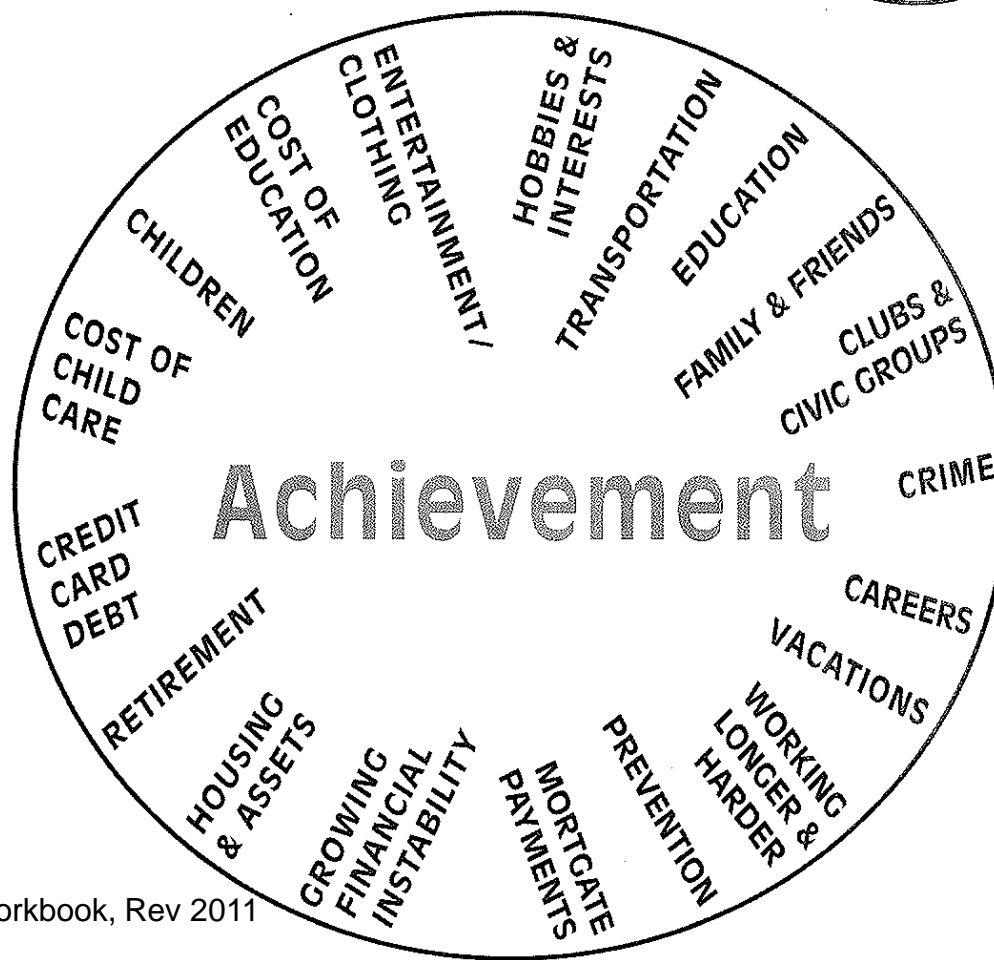 HOBBIES &
INTERESTS
TRANSPORTATION
EDUCATION
FAMILY & FRIENDS
CLUBS &
CIVIC GROUPS
CRIME
CAREERS
VACATIONS
WORKING
LONGER &
HARDER
PREVENTION
MORTGATE
PAYMENTS
GROWING
FINANCIAL
INSTABILITY
HOUSING
& ASSETS
RETIREMENT
CREDIT
CARD
DEBT
COST OF
CHILD
CARE
CHILDREN
COST OF
EDUCATION
ENTERTAINMENT/
CLOTHING
Achievement
orkbook, Rev 2011